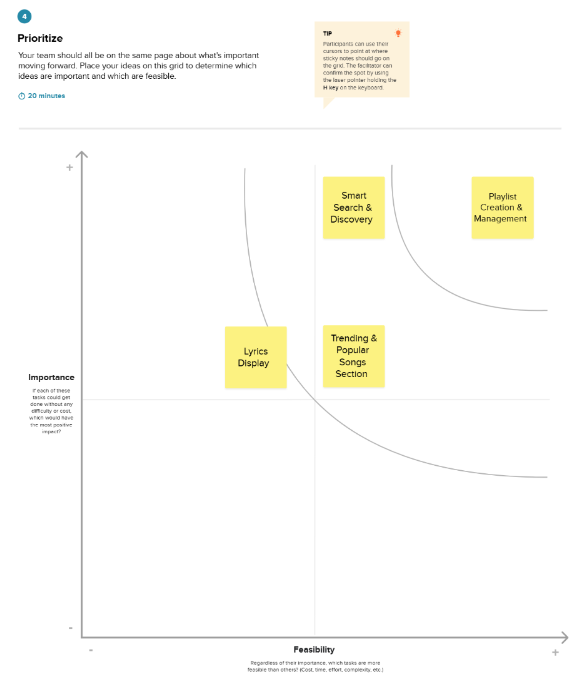 4
Prioritize
Your team should all be on the same page about what's important
moving forward. Place your ideas on this grid to determine which
ideas are important and which are feasible.
20 minutes
TIP
Participants can use their
cursors to point at where
sticky notes should go on
the grid. The facilitator can
confirm the spot by using
the laser pointer holding the
H key on the keyboard.
+
Smart
Search &
Discovery
Playlist
Creation &
Management
Lyrics
Display
Trending &
Popular
Songs
Section
Importance
If each of these
tasks could get
done without any
difficulty or cost,
which would have
the most positive
impact?
-
-
Feasibility
+
Regardless of their importance, which tasks are more
feasible than others? (Cost, time, effort, complexity, etc.)